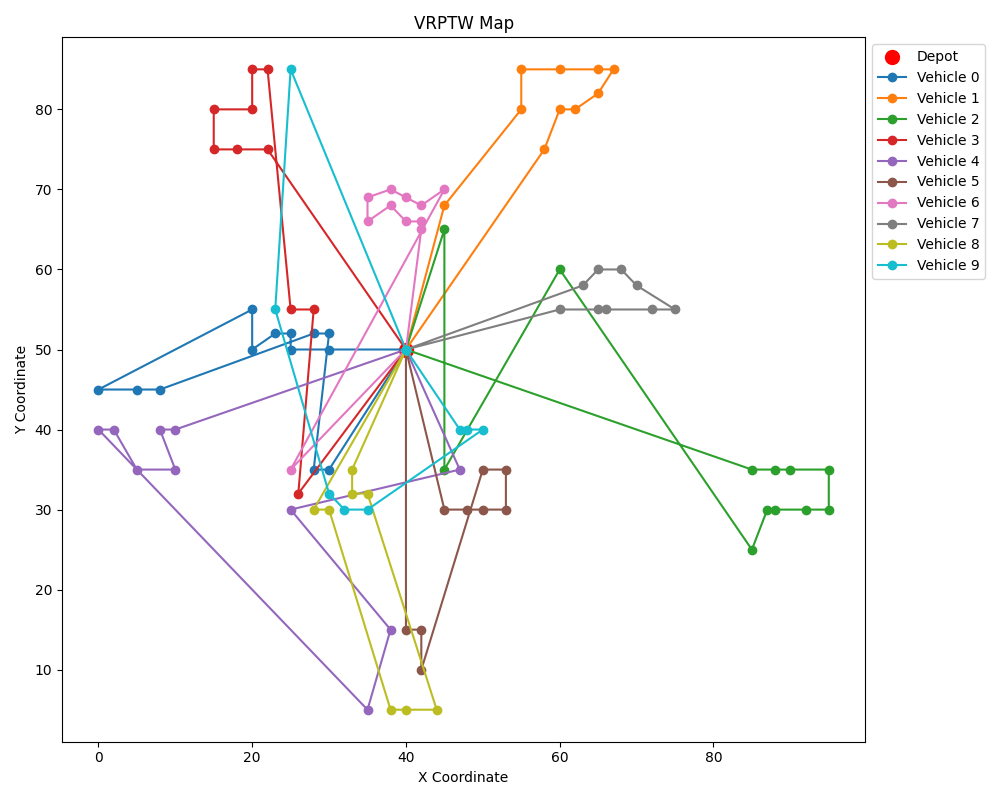 VRPTW Map
Depot
Vehicle 0
Vehicle 1
Vehicle 2
Vehicle 3
Vehicle 4
Vehicle 5
Vehicle 6
Vehicle 7
Vehicle 8
Vehicle 9
Y Coordinate
80
70
60
50
40
30
20
10
0 20 40 60 80
X Coordinate